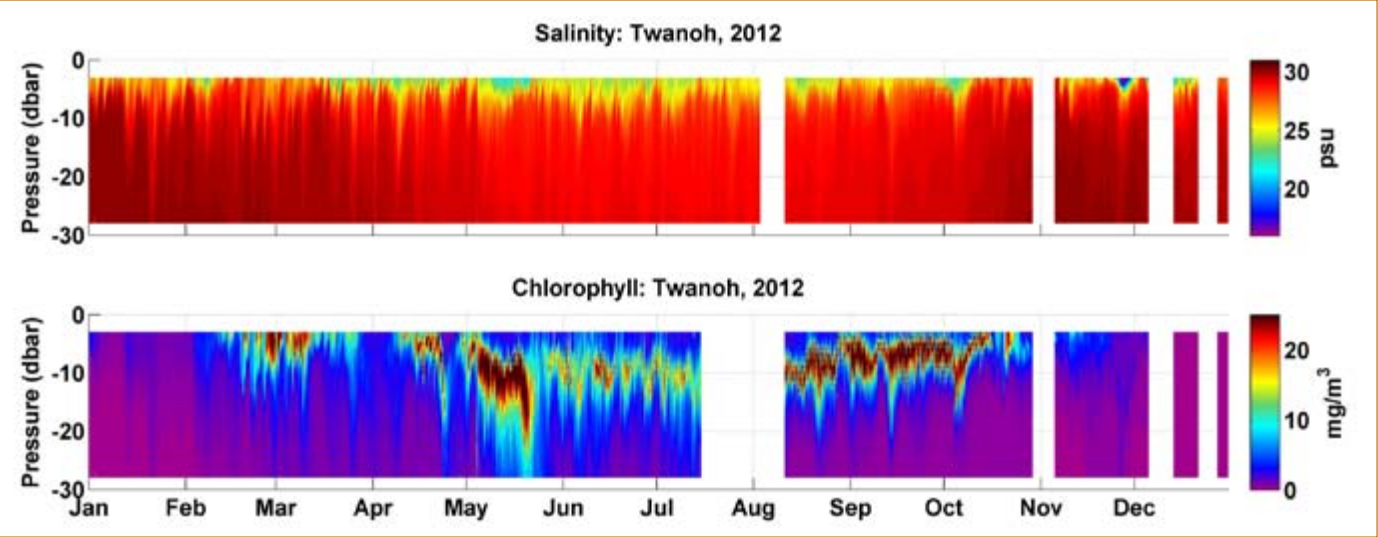 Salinity: Twanoh, 2012
Pressure (dbar)
0
-10
-20
-30
30
25
20
psu
Chlorophyll: Twanoh, 2012
Pressure (dbar)
0
-10
-20
-30
Jan Feb Mar Apr May Jun Jul Aug Sep Oct Nov Dec
20
10
0
mg/m³